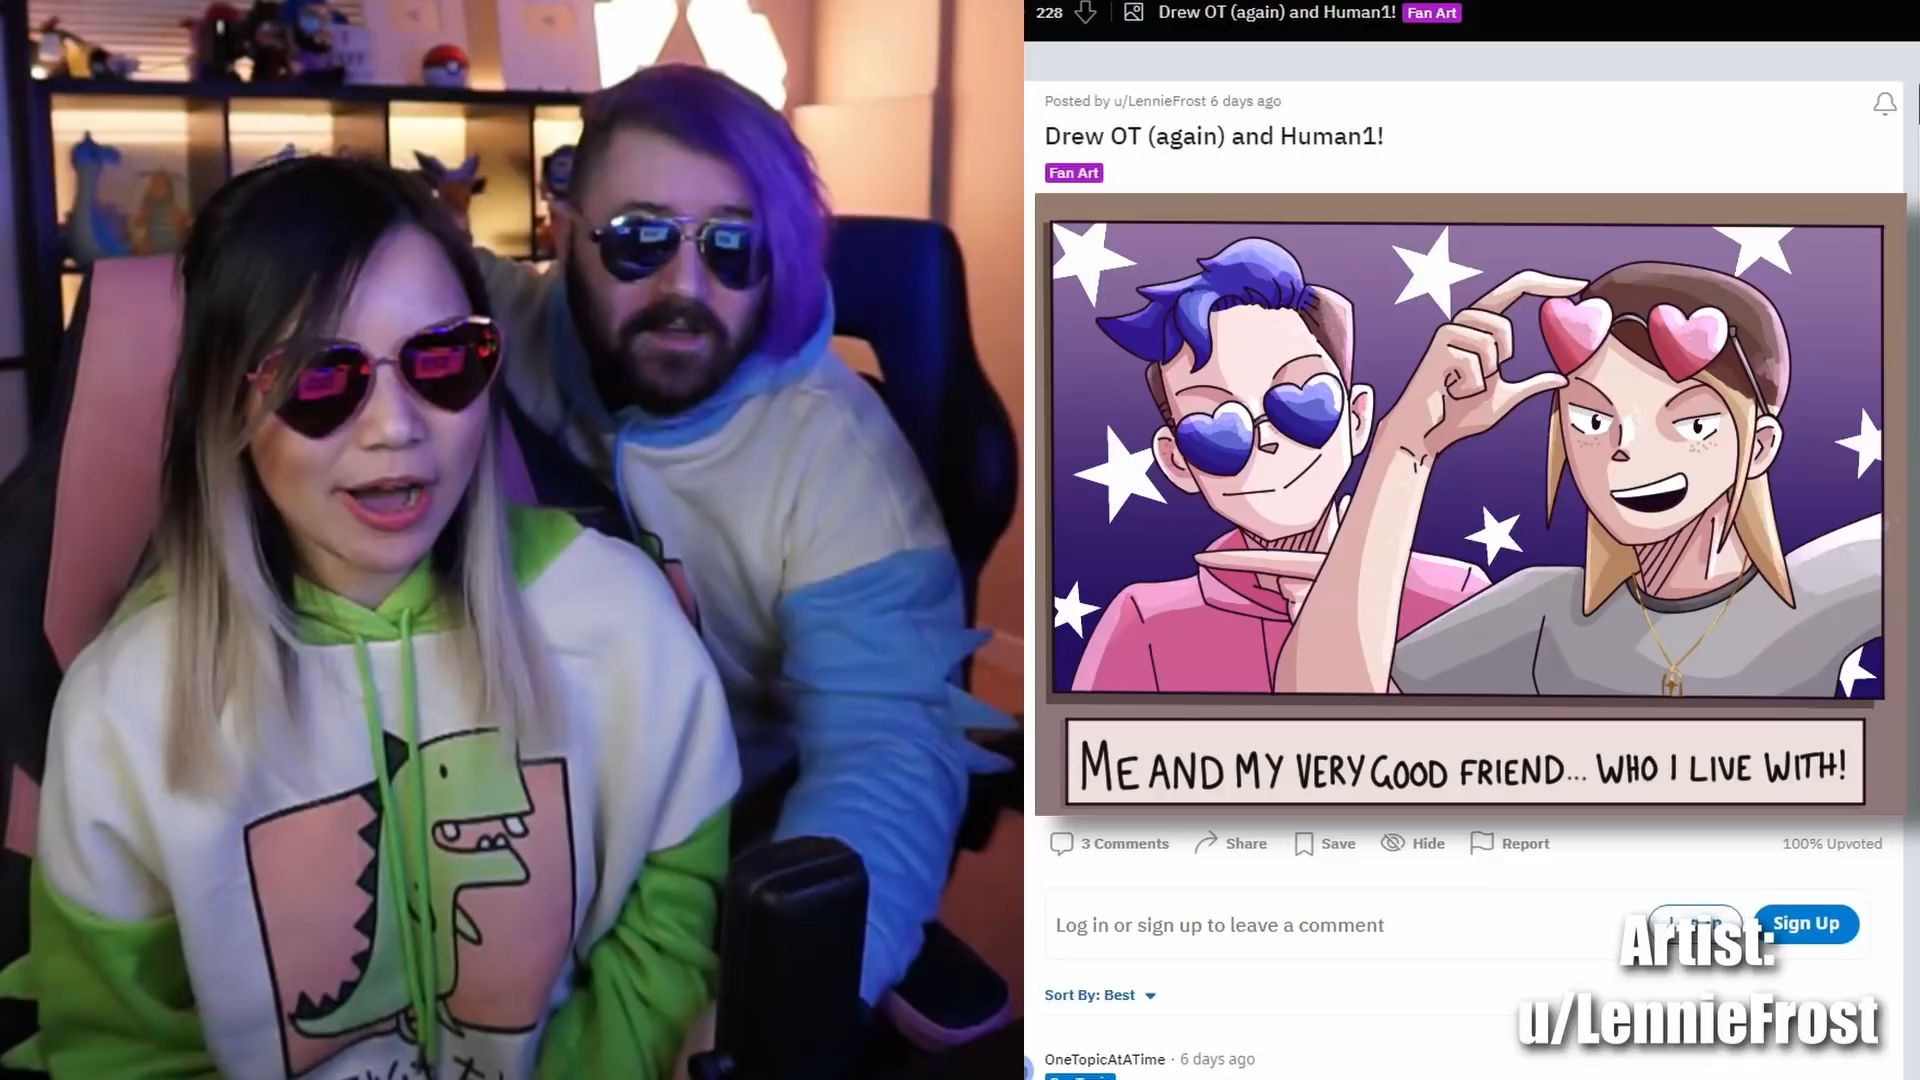 228 Drew OT (again) and Human1! Fan Art
Posted by u/LennieFrost 6 days ago
Drew OT (again) and Human1!
Fan Art
ME AND MY VERY GOOD FRIEND... WHO I LIVE WITH!
3 Comments Share Save Hide Report 100% Upvoted
Log in or sign up to leave a comment
Sign Up
Artist:
u/LennieFrost
Sort By: Best
OneTopicAtATime · 6 days ago